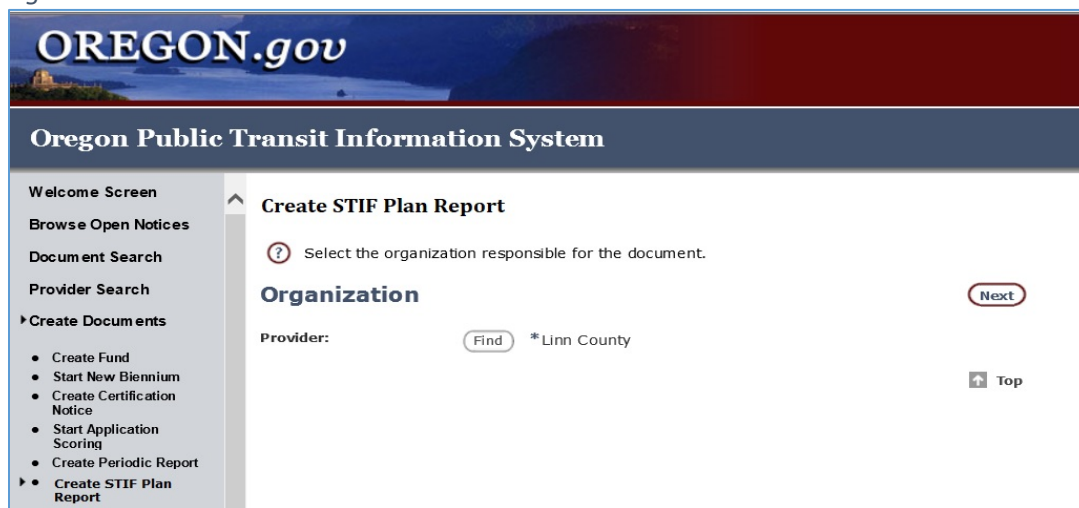 OREGON.gov
Oregon Public Transit Information System
Welcome Screen
Browse Open Notices
Document Search
Provider Search
Create Documents
Create Fund
Start New Biennium
Create Certification
Notice
Start Application
Scoring
Create Periodic Report
Create STIF Plan
Report
Create STIF Plan Report
? Select the organization responsible for the document.
Organization
Next
Provider: Find *Linn County
Top